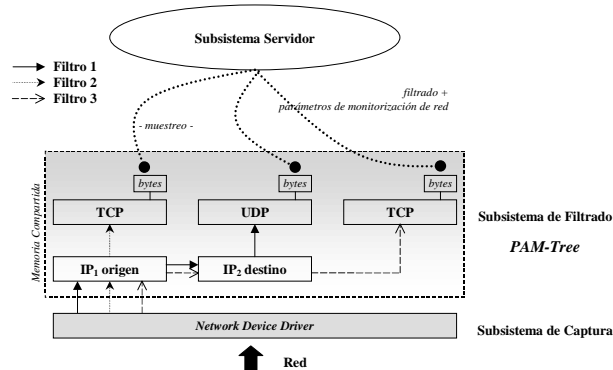 Subsistema Servidor
Filtro 1
Filtro 2
Filtro 3
filtrado +
parámetros de monitorización de red
- muestreo -
Memoria Compartida
bytes
bytes
bytes
TCP
UDP
TCP
Subsistema de Filtrado
PAM-Tree
IP1 origen
IP2 destino
Network Device Driver
Subsistema de Captura
Red